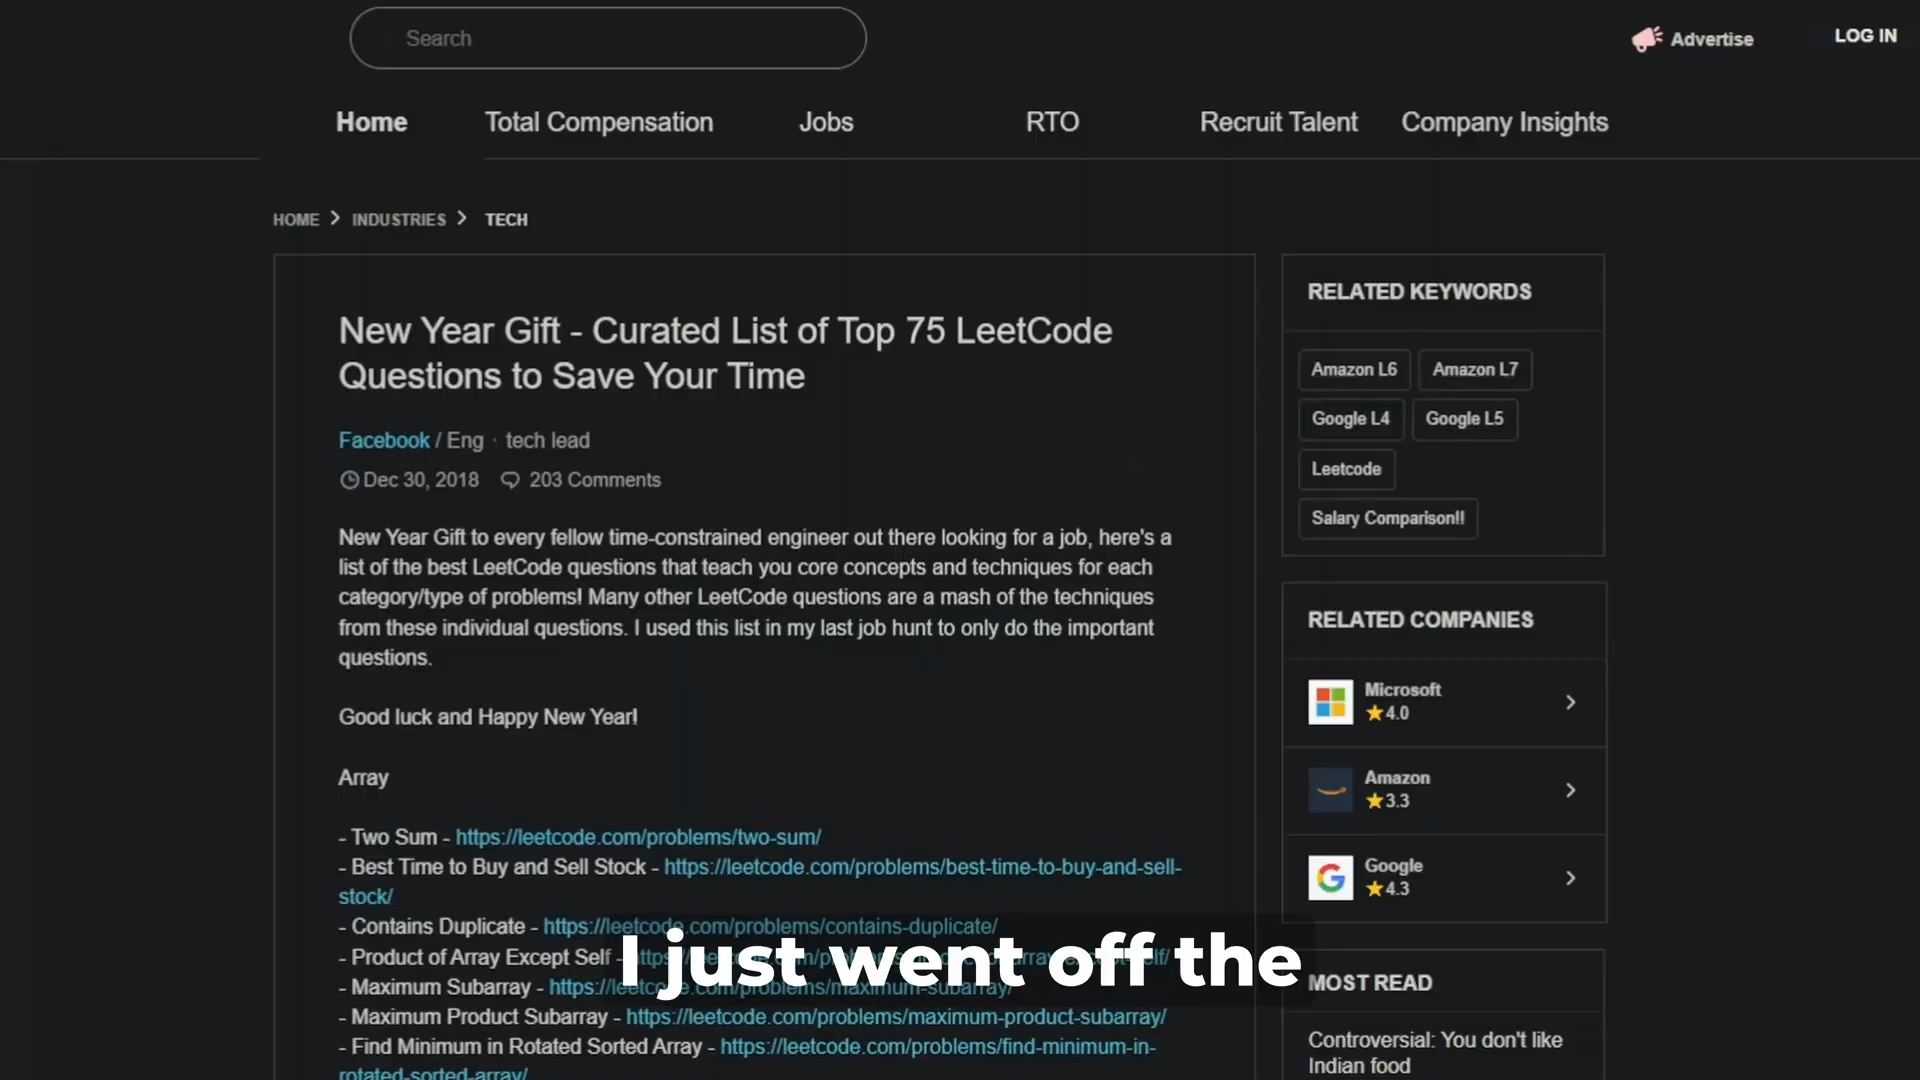 Search
Advertise
LOG IN
Home
Total Compensation
Jobs
RTO
Recruit Talent
Company Insights
HOME > INDUSTRIES > TECH
New Year Gift - Curated List of Top 75 LeetCode
Questions to Save Your Time
Facebook / Eng · tech lead
Dec 30, 2018 203 Comments
New Year Gift to every fellow time-constrained engineer out there looking for a job, here's a
list of the best LeetCode questions that teach you core concepts and techniques for each
category/type of problems! Many other LeetCode questions are a mash of the techniques
from these individual questions. I used this list in my last job hunt to only do the important
questions.
Good luck and Happy New Year!
Array
- Two Sum - https://leetcode.com/problems/two-sum/
- Best Time to Buy and Sell Stock - https://leetcode.com/problems/best-time-to-buy-and-sell-
stock/
- Contains Duplicate - https://leetcode.com/problems/contains-duplicate/
- Product of Array Except Self -
- Maximum Subarray - https://leetcode.com/problems/maximum-subarray/
- Maximum Product Subarray - https://leetcode.com/problems/maximum-product-subarray/
- Find Minimum in Rotated Sorted Array - https://leetcode.com/problems/find-minimum-in-
rotated-sorted-array/
I just went off the
RELATED KEYWORDS
Amazon L6
Amazon L7
Google L4
Google L5
Leetcode
Salary Comparison!!
RELATED COMPANIES
Microsoft
4.0
Amazon
3.3
Google
4.3
MOST READ
Controversial: You don't like
Indian food